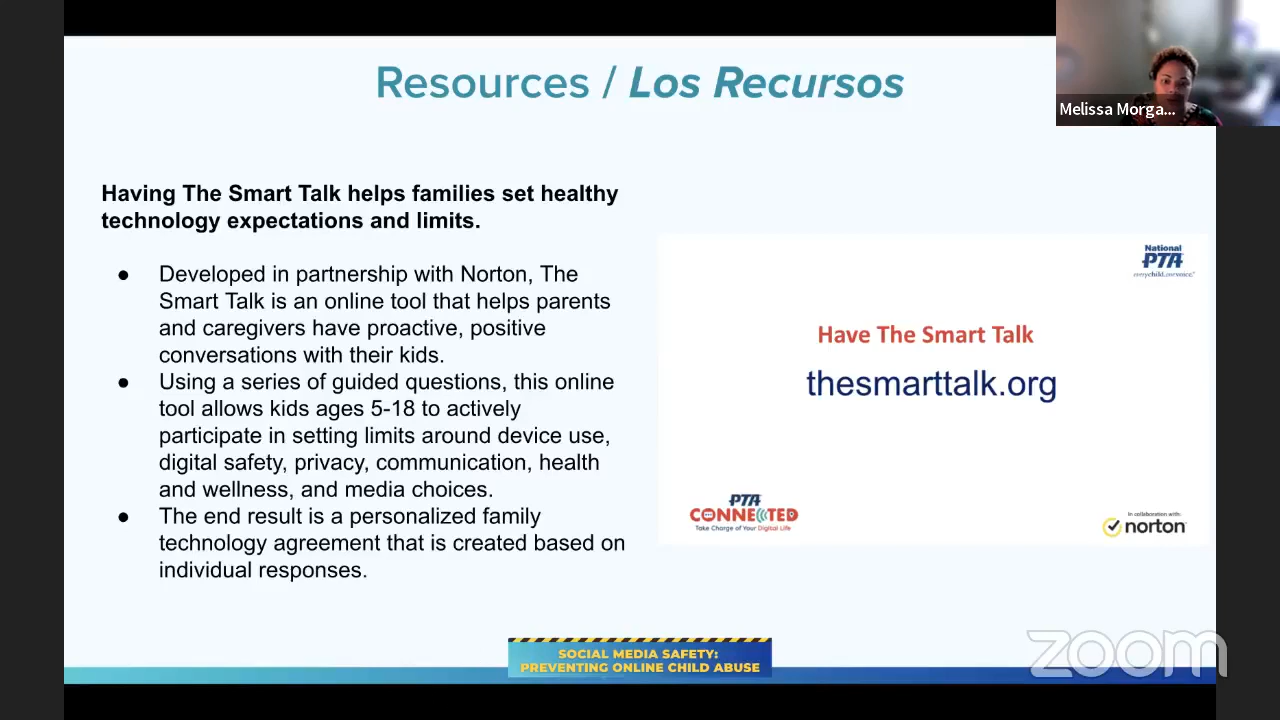 Resources / Los Recursos
Melissa Morga...
Having The Smart Talk helps families set healthy
technology expectations and limits.
● Developed in partnership with Norton, The
Smart Talk is an online tool that helps parents
and caregivers have proactive, positive
conversations with their kids.
● Using a series of guided questions, this online
tool allows kids ages 5-18 to actively
participate in setting limits around device use,
digital safety, privacy, communication, health
and wellness, and media choices.
● The end result is a personalized family
technology agreement that is created based on
individual responses.
National
PTA
everychild.onevoice.
Have The Smart Talk
thesmarttalk.org
PTA
CONNECTED
Take Charge of Your Digital Life
In collaboration with:
norton
SOCIAL MEDIA SAFETY:
PREVENTING ONLINE CHILD ABUSE
zoom